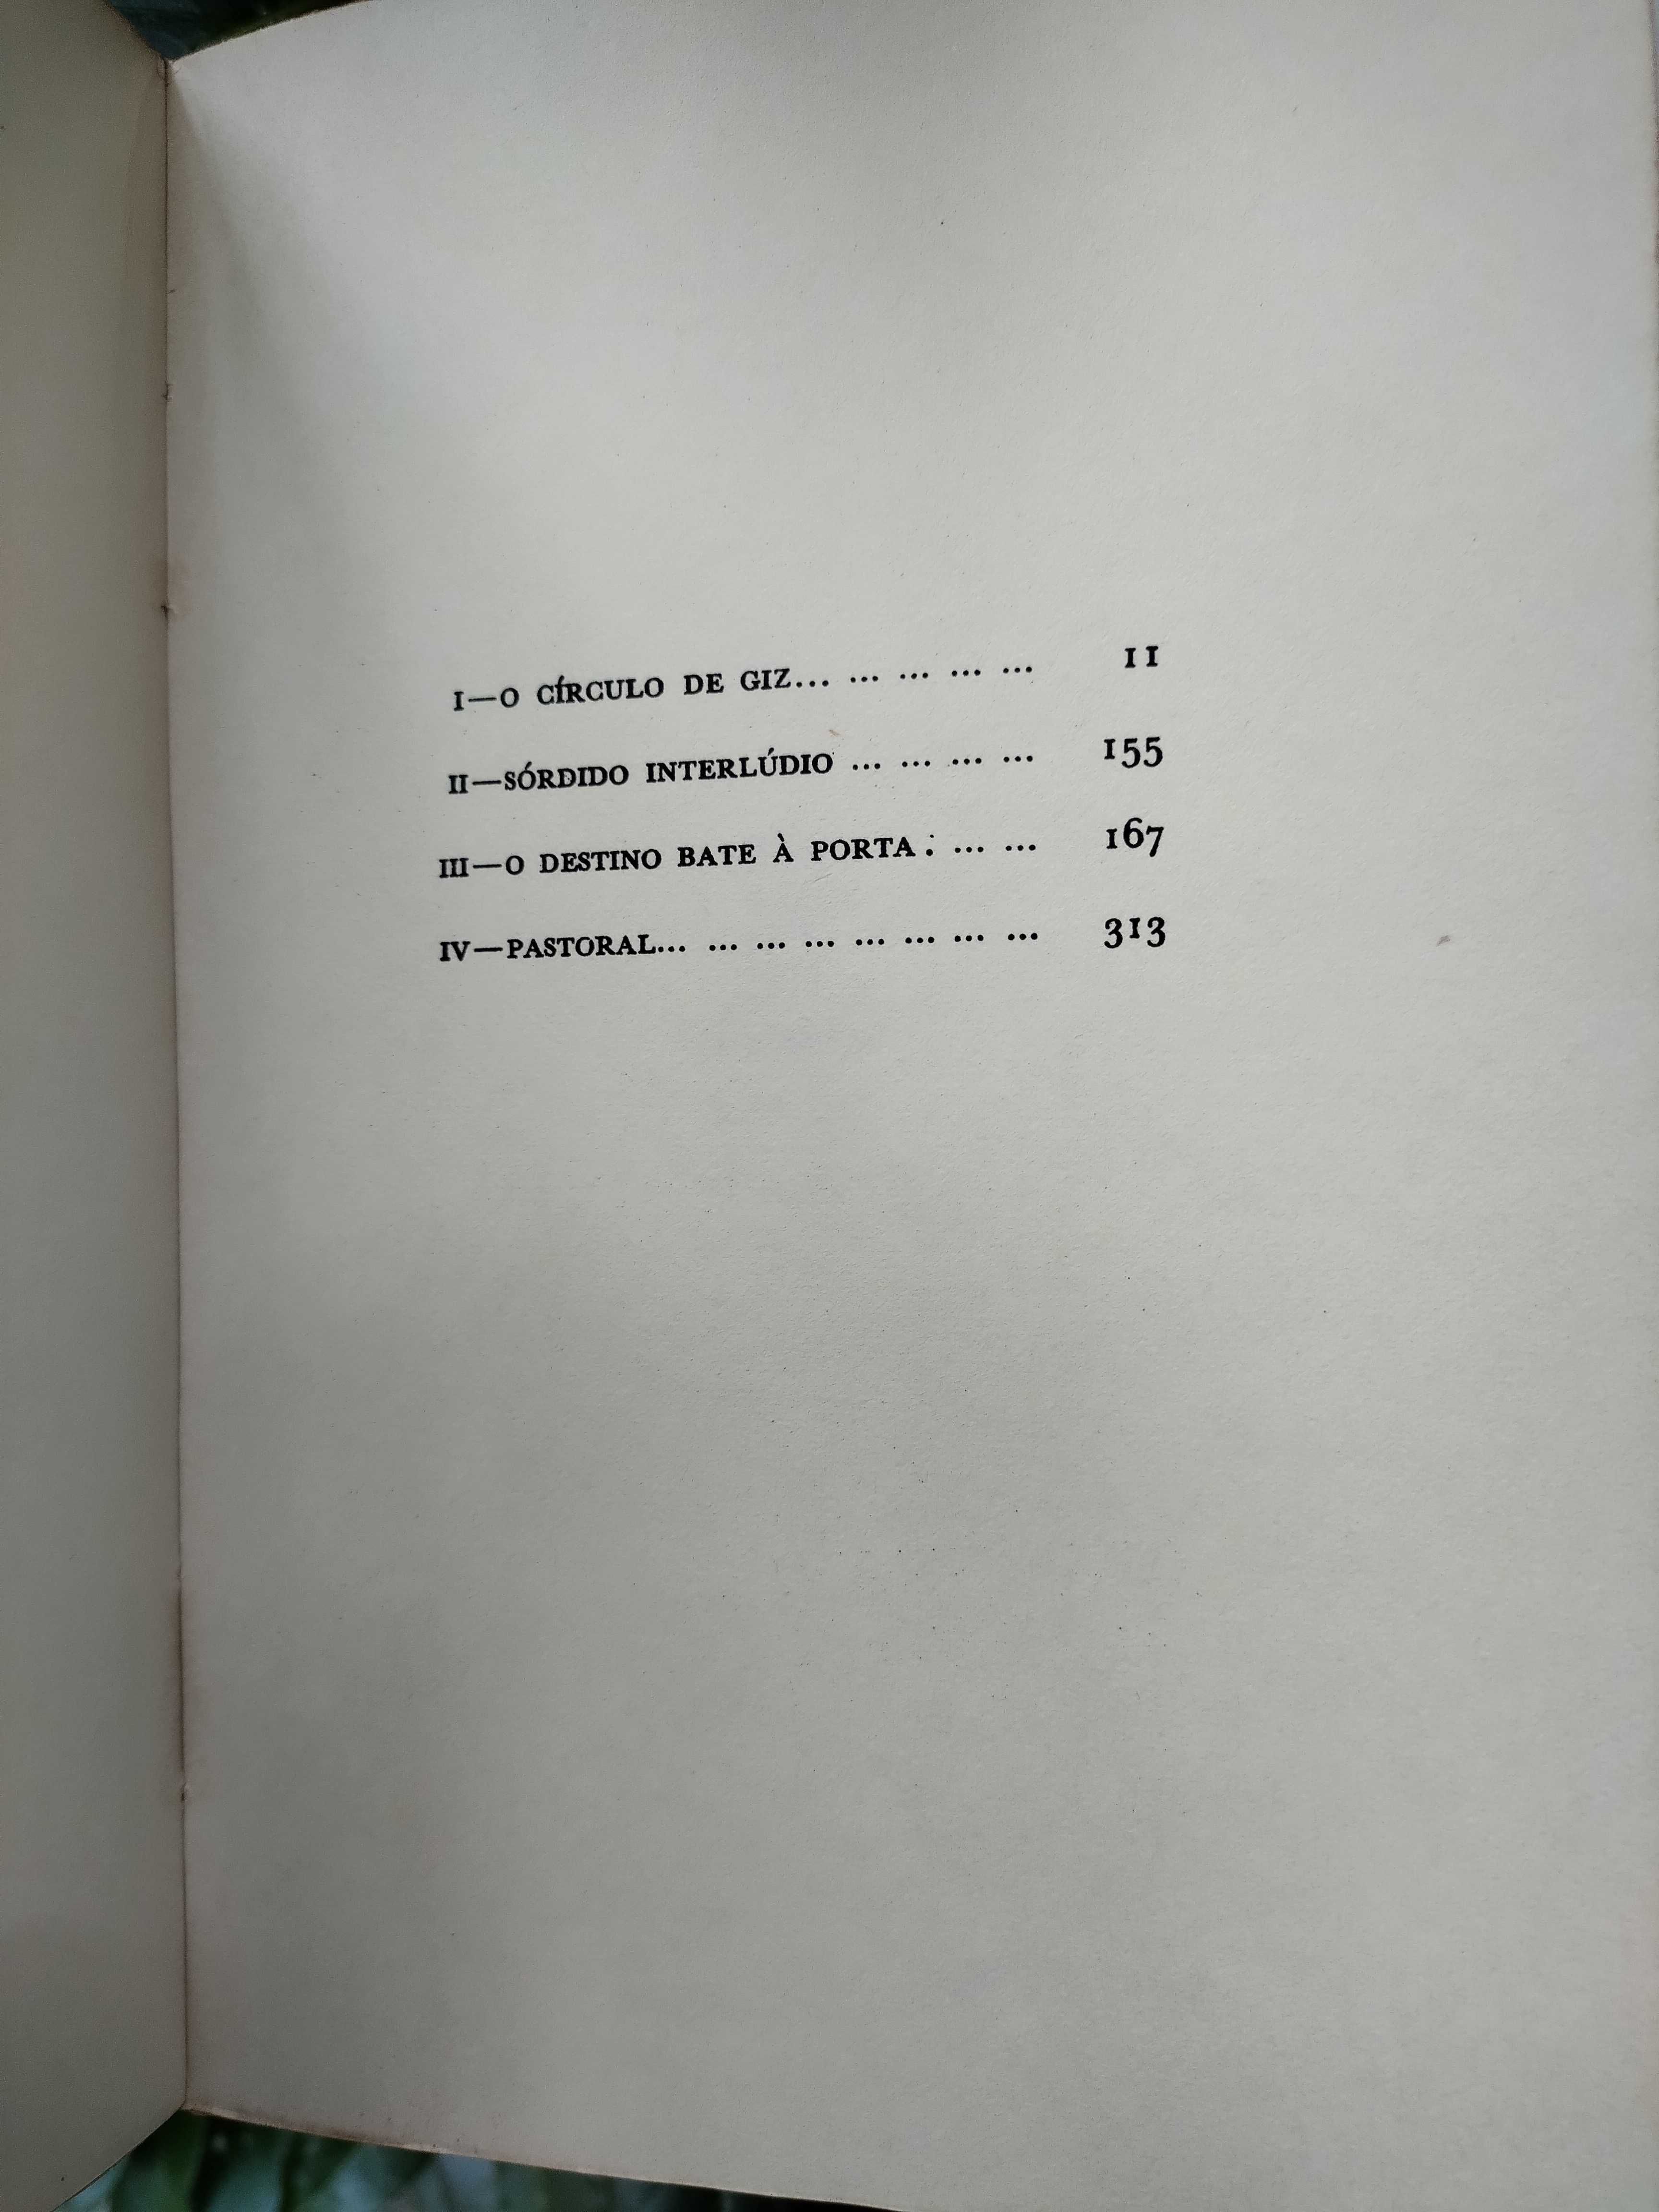 I—O CÍRCULO DE GIZ... ... ... ... ... 11
II—SÓRDIDO INTERLÚDIO ... ... ... ... 155
III—O DESTINO BATE À PORTA : ... ... 167
IV—PASTORAL... ... ... ... ... ... ... ... 313